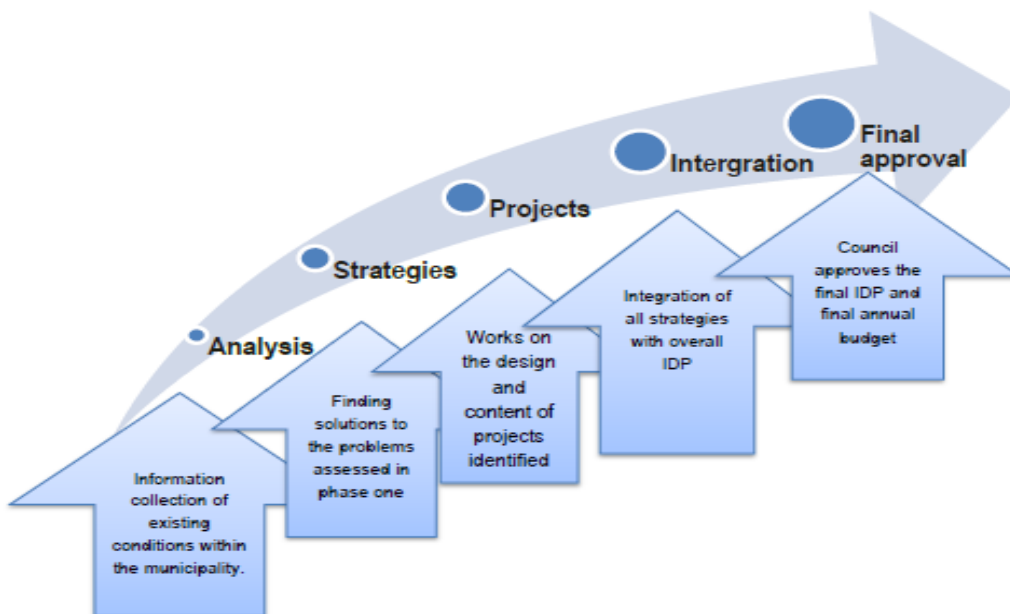 Analysis
Information
collection of
existing
conditions within
the municipality.
Strategies
Finding
solutions to
the problems
assessed in
phase one
Projects
Works on
the design
and
content of
projects
identified
Intergration
Integration of
all strategies
with overall
IDP
Final
approval
Council
approves the
final IDP and
final annual
budget